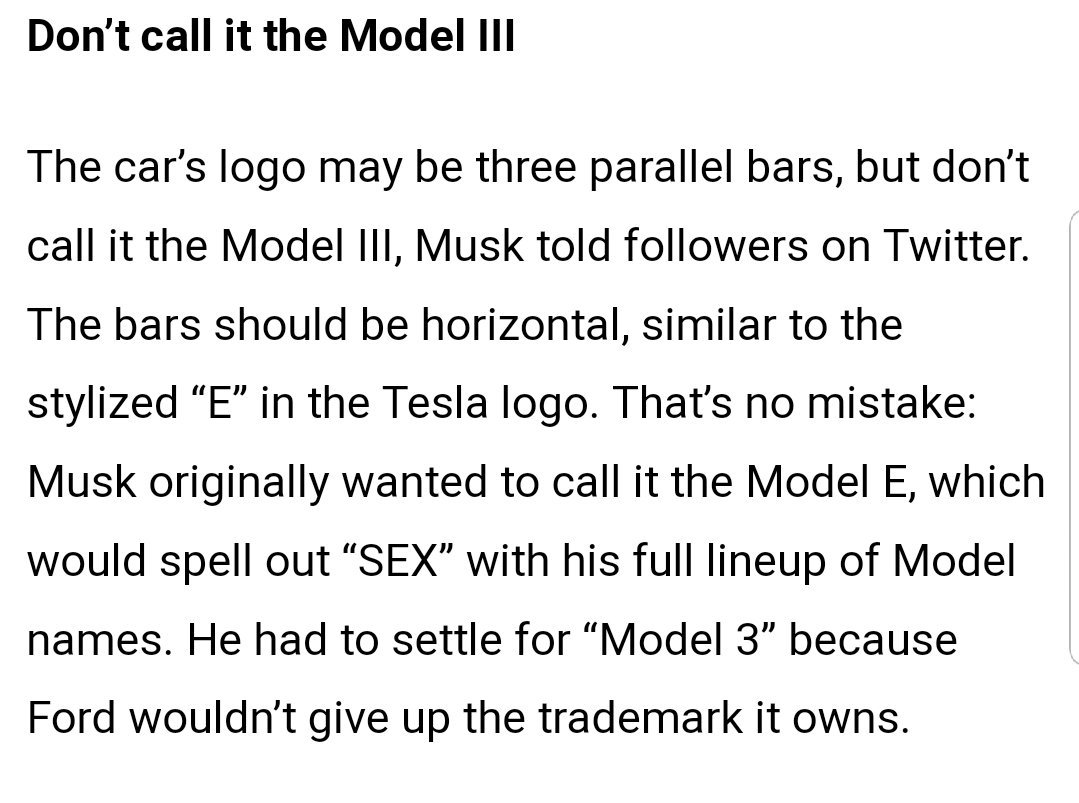 Don’t call it the Model III
The car’s logo may be three parallel bars, but don’t
call it the Model III, Musk told followers on Twitter.
The bars should be horizontal, similar to the
stylized “E” in the Tesla logo. That’s no mistake:
Musk originally wanted to call it the Model E, which
would spell out “SEX” with his full lineup of Model
names. He had to settle for “Model 3” because
Ford wouldn’t give up the trademark it owns.